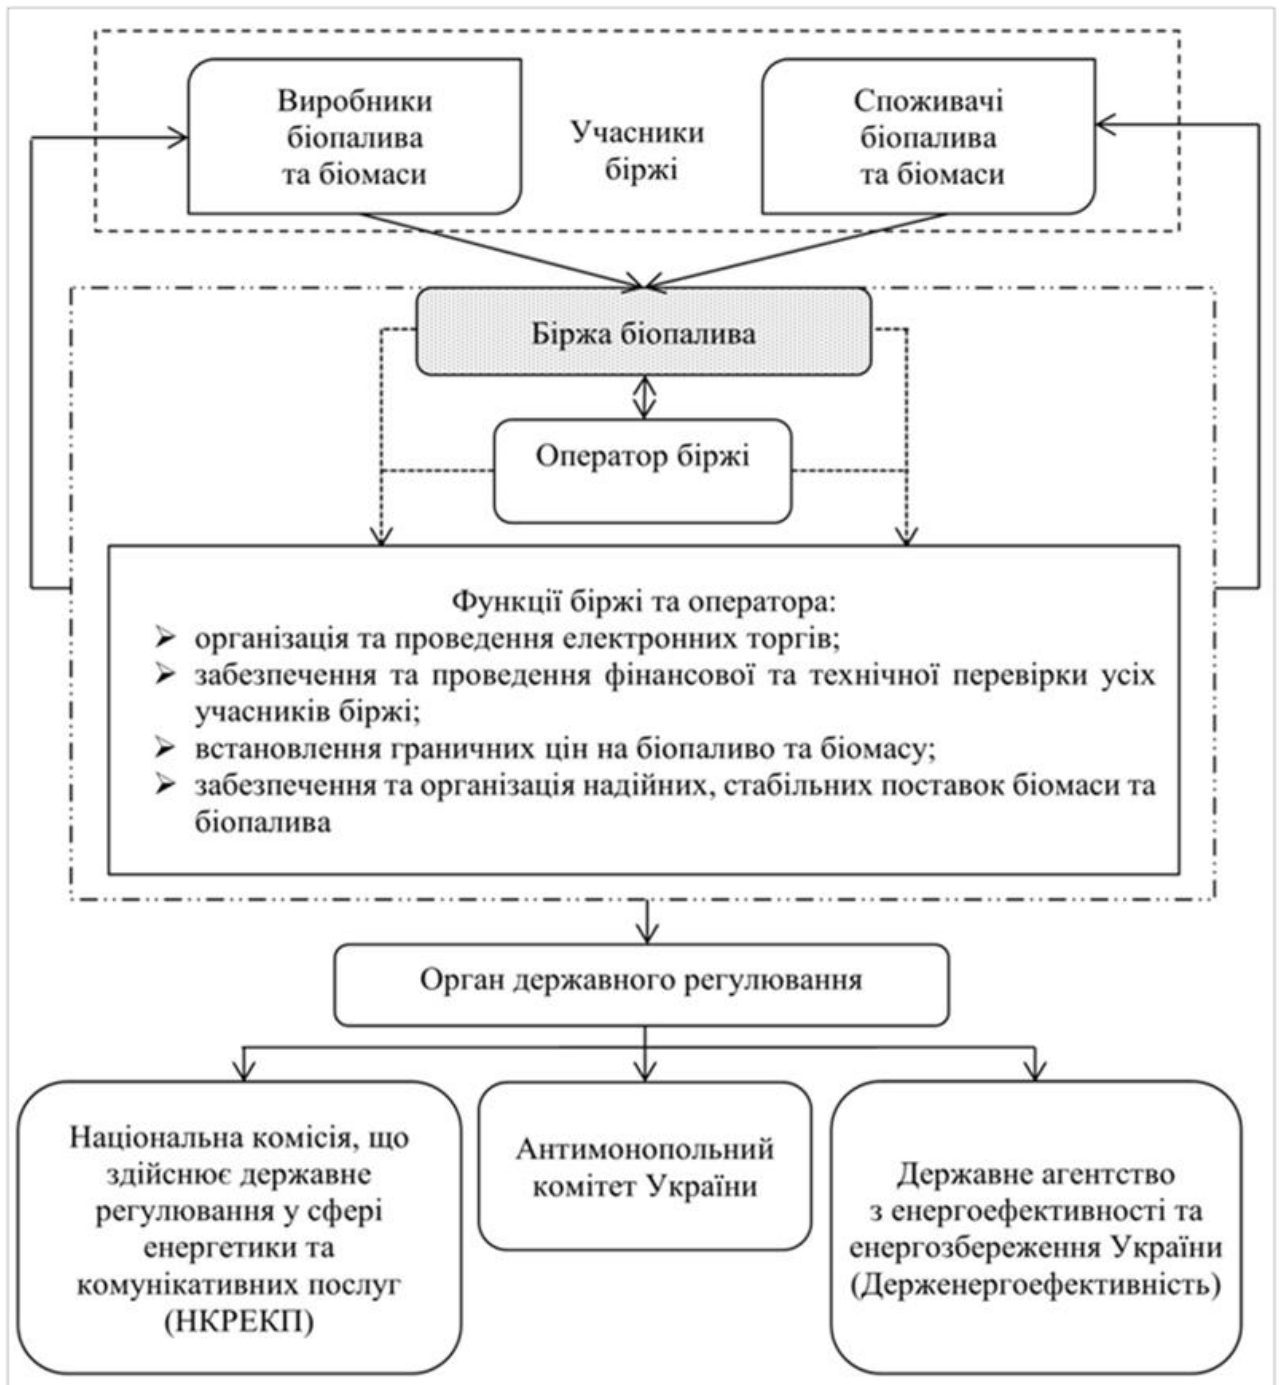 Виробники
біопалива
та біомаси
Учасники
біржі
Споживачі
біопалива
та біомаси
Біржа біопалива
Оператор біржі
Функції біржі та оператора:
➢ організація та проведення електронних торгів;
➢ забезпечення та проведення фінансової та технічної перевірки усіх
учасників біржі;
➢ встановлення граничних цін на біопаливо та біомасу;
➢ забезпечення та організація надійних, стабільних поставок біомаси та
біопалива
Орган державного регулювання
Національна комісія, що
здійснює державне
регулювання у сфері
енергетики та
комунікативних послуг
(НКРЕКП)
Антимонопольний
комітет України
Державне агентство
з енергоефективності та
енергозбереження України
(Держенергоефективність)